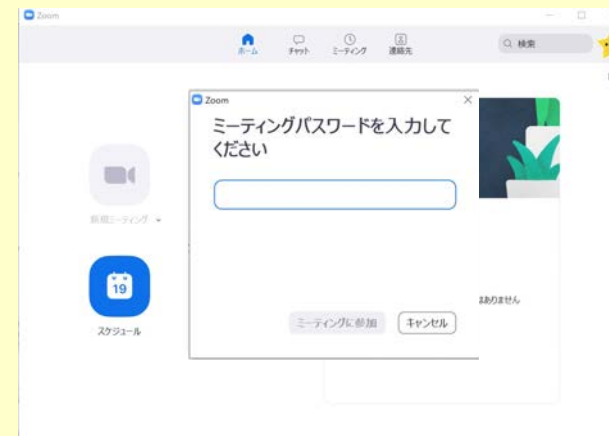 Zoom
ホーム
チャット
ミーティング
連絡先
検索
Zoom
ミーティングパスワードを入力して
ください
新規ミーティング
19
スケジュール
はありません
ミーティングに参加
キャンセル